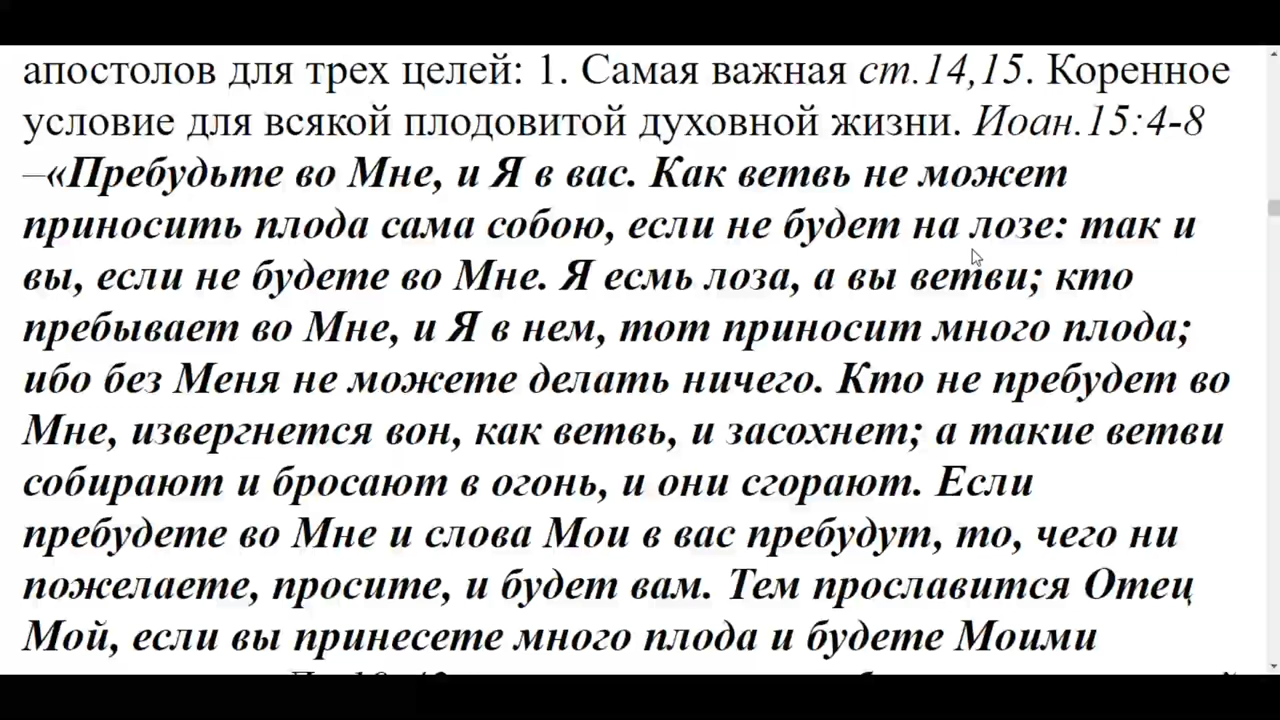 апостолов для трех целей: 1. Самая важная ст.14,15. Коренное
условие для всякой плодовитой духовной жизни. Иоан.15:4-8
–«Пребудьте во Мне, и Я в вас. Как ветвь не может
приносить плода сама собою, если не будет на лозе: так и
вы, если не будете во Мне. Я есмь лоза, а вы ветви; кто
пребывает во Мне, и Я в нем, тот приносит много плода;
ибо без Меня не можете делать ничего. Кто не пребудет во
Мне, извергнется вон, как ветвь, и засохнет; а такие ветви
собирают и бросают в огонь, и они сгорают. Если
пребудете во Мне и слова Мои в вас пребудут, то, чего ни
пожелаете, просите, и будет вам. Тем прославится Отец
Мой, если вы принесете много плода и будете Моими